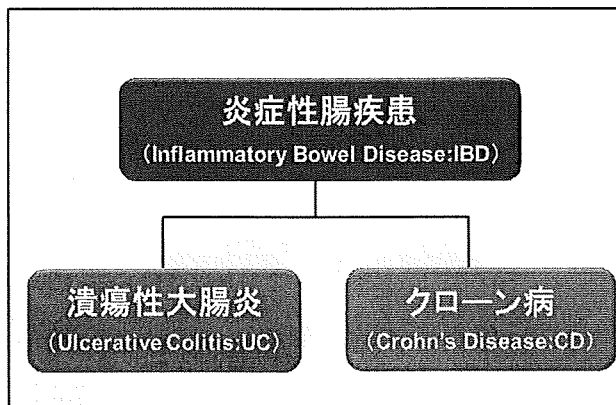 炎症性腸疾患
(Inflammatory Bowel Disease:IBD)
潰瘍性大腸炎
(Ulcerative Colitis:UC)
クローン病
(Crohn's Disease:CD)